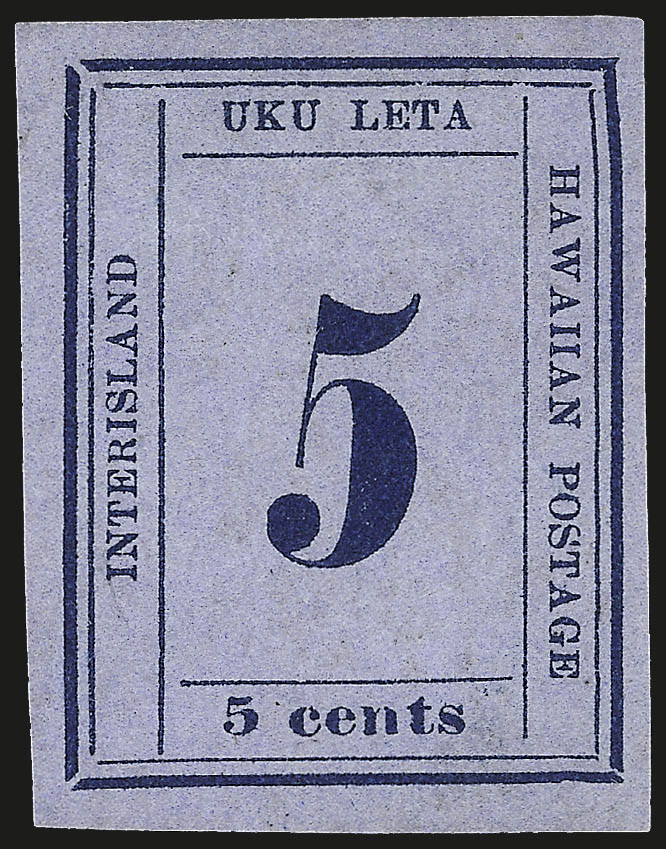 UKU LETA
INTERISLAND
HAWAIIAN POSTAGE
5
5 cents